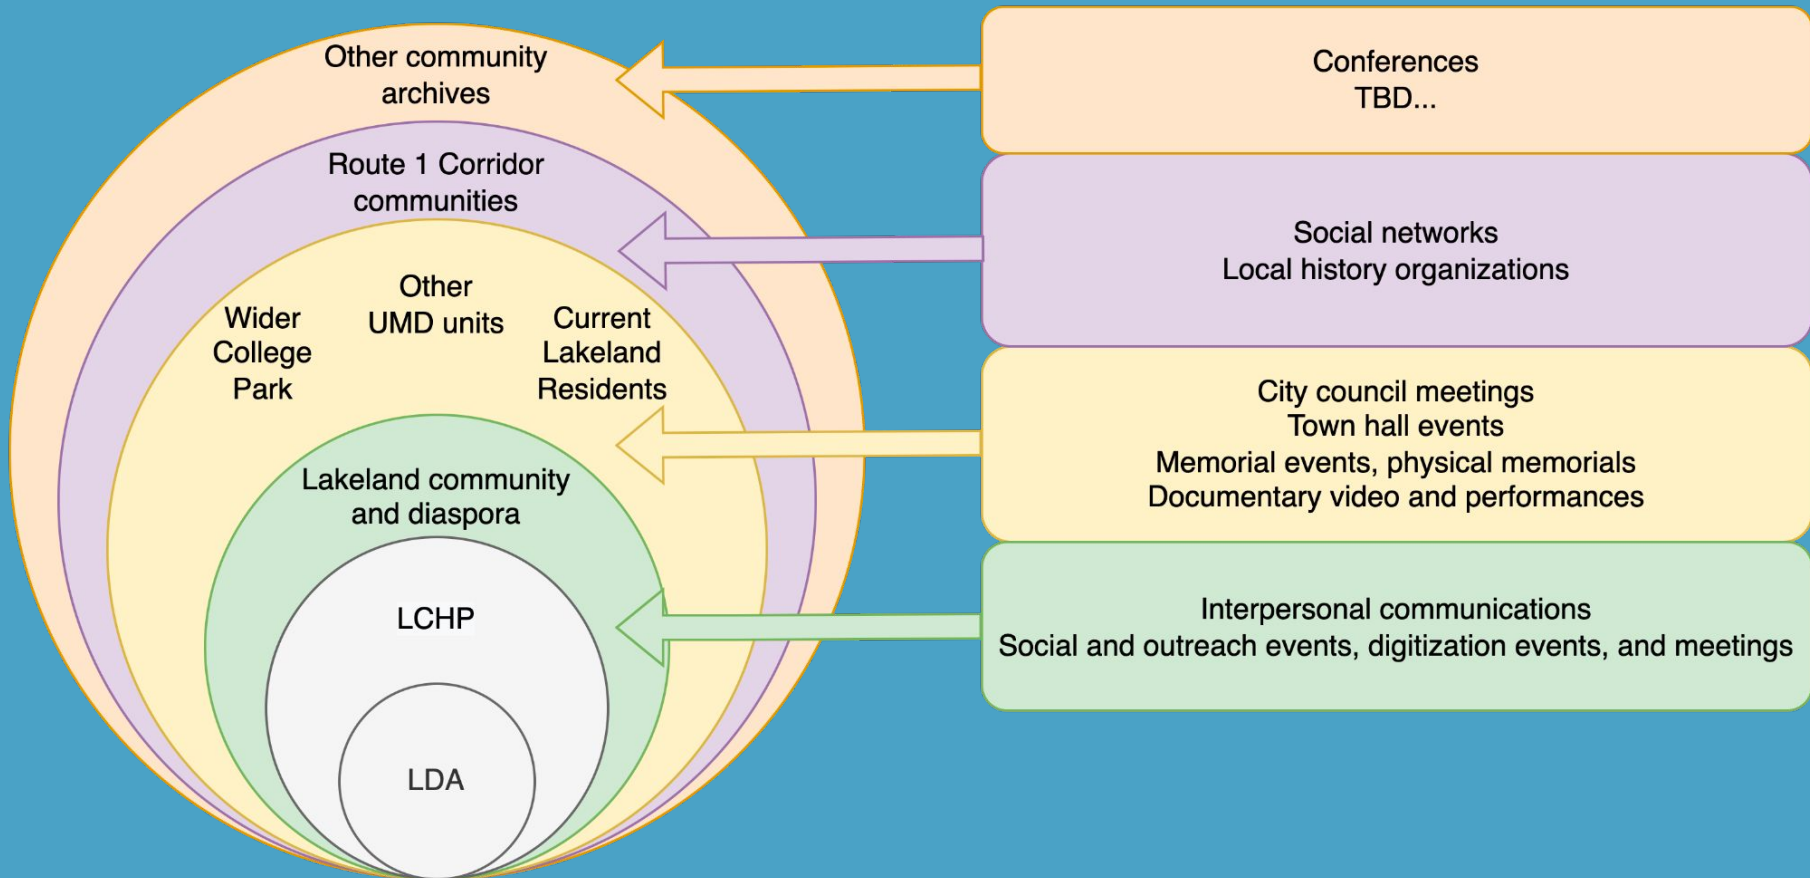 Other community
archives
Route 1 Corridor
communities
Wider
College
Park
Other
UMD units
Current
Lakeland
Residents
Lakeland community
and diaspora
LCHP
LDA
Conferences
TBD...
Social networks
Local history organizations
City council meetings
Town hall events
Memorial events, physical memorials
Documentary video and performances
Interpersonal communications
Social and outreach events, digitization events, and meetings